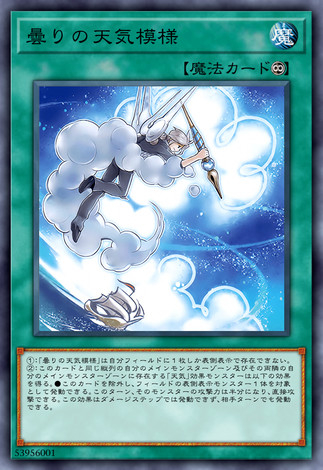 曇りの天気模様
魔
【魔法カード】
①:「曇りの天気模様」は自分フィールドに1枚しか表側表示で存在できない。
②:このカードと同じ縦列の自分のメインモンスターゾーン及びその両隣の自
分のメインモンスターゾーンに存在する「天気」効果モンスターは以下の効果
を得る。●このカードを除外し、フィールドの表側表示モンスター1体を対象
として発動できる。このターン、そのモンスターの攻撃力は半分になり、直接攻
撃できる。この効果はダメージステップでは発動できず、相手ターンでも発動
できる。
53956001